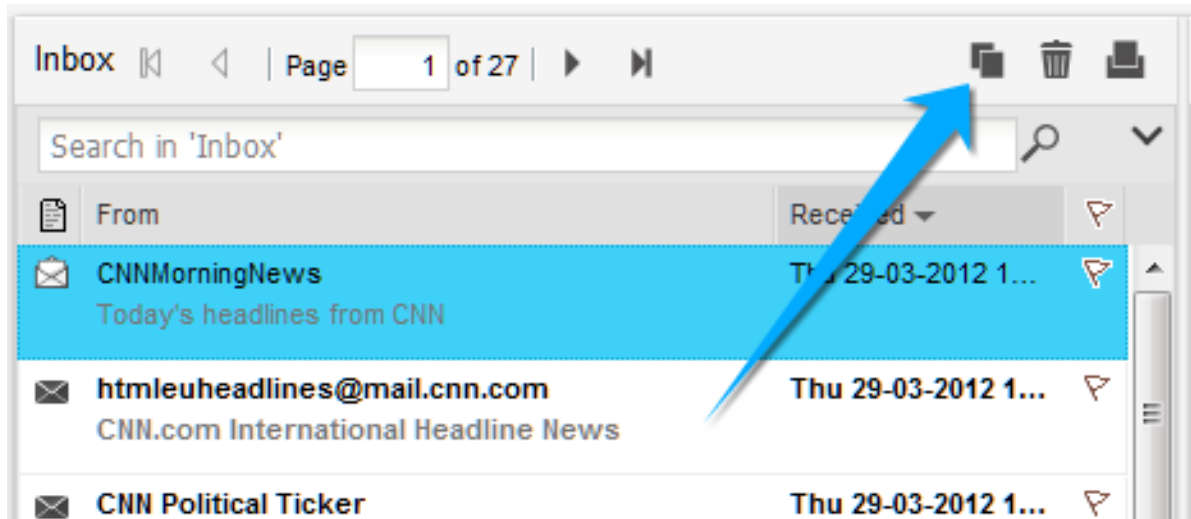 Inbox Page 1 of 27
Search in 'Inbox'
From Received
CNNMorningNews Thu 29-03-2012 1...
Today's headlines from CNN
htmleuheadlines@mail.cnn.com Thu 29-03-2012 1...
CNN.com International Headline News
CNN Political Ticker Thu 29-03-2012 1...